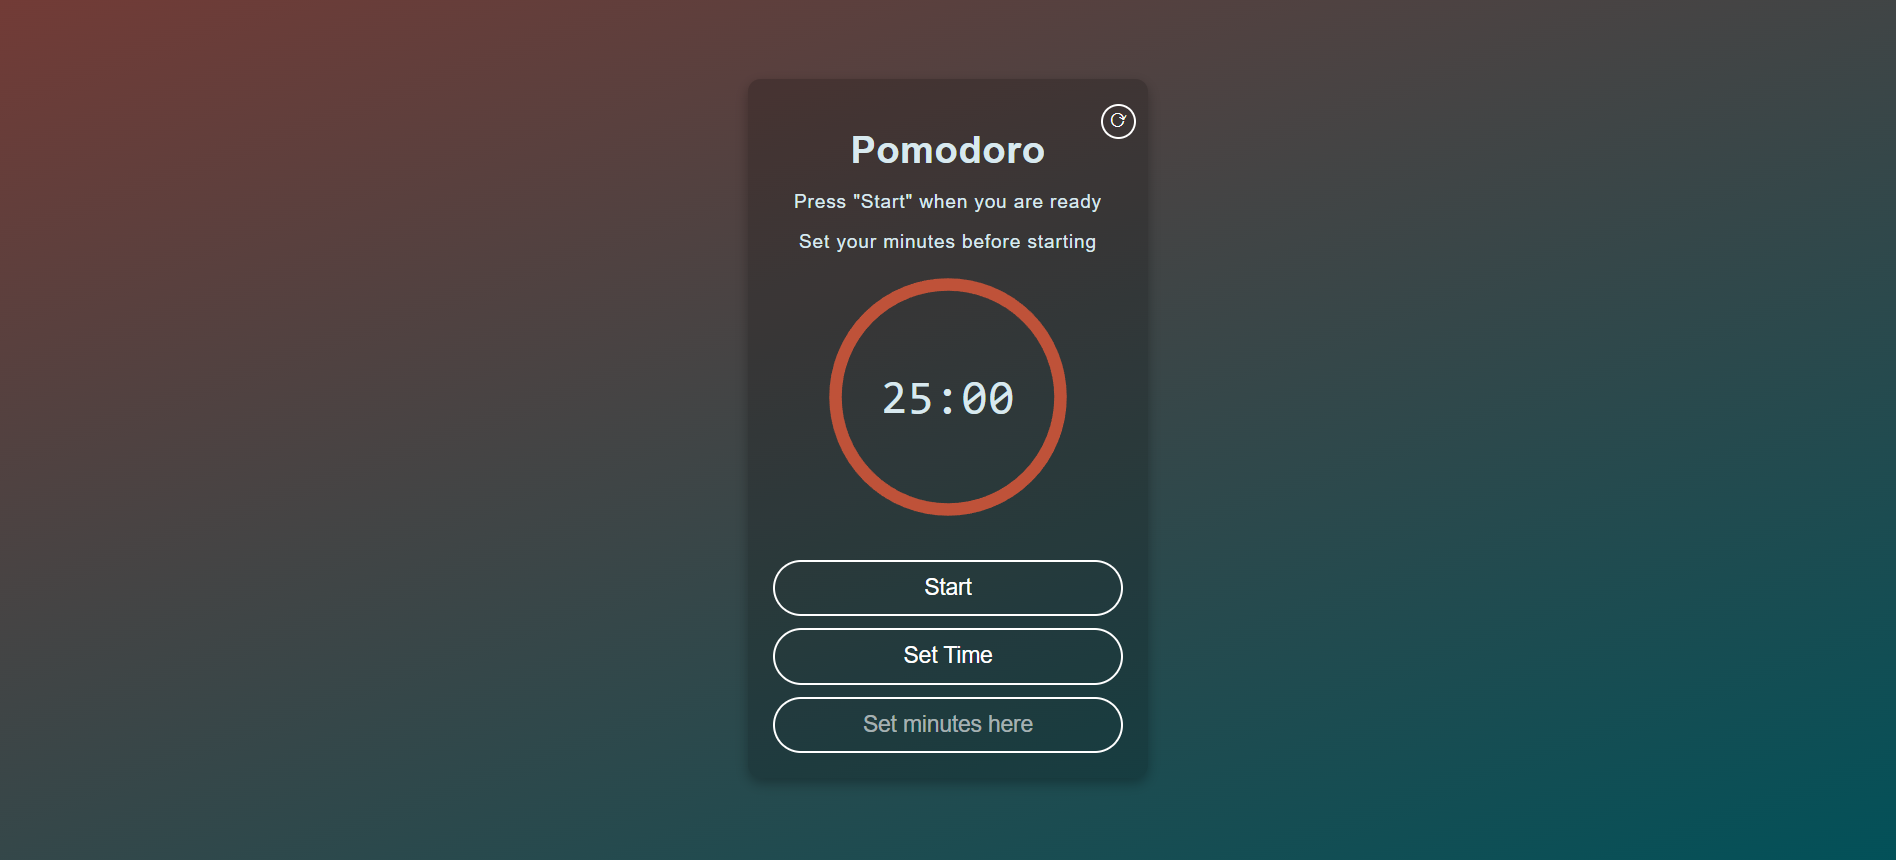 Pomodoro
Press "Start" when you are ready
Set your minutes before starting
25:00
Start
Set Time
Set minutes here